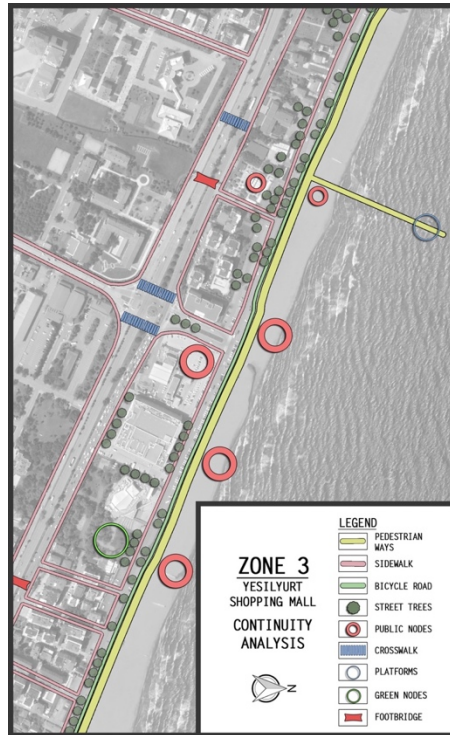 ZONE 3
YESILYURT
SHOPPING MALL
CONTINUITY
ANALYSIS
N
LEGEND
PEDESTRIAN
WAYS
SIDEWALK
BICYCLE ROAD
STREET TREES
PUBLIC NODES
CROSSWALK
PLATFORMS
GREEN NODES
FOOTBRIDGE